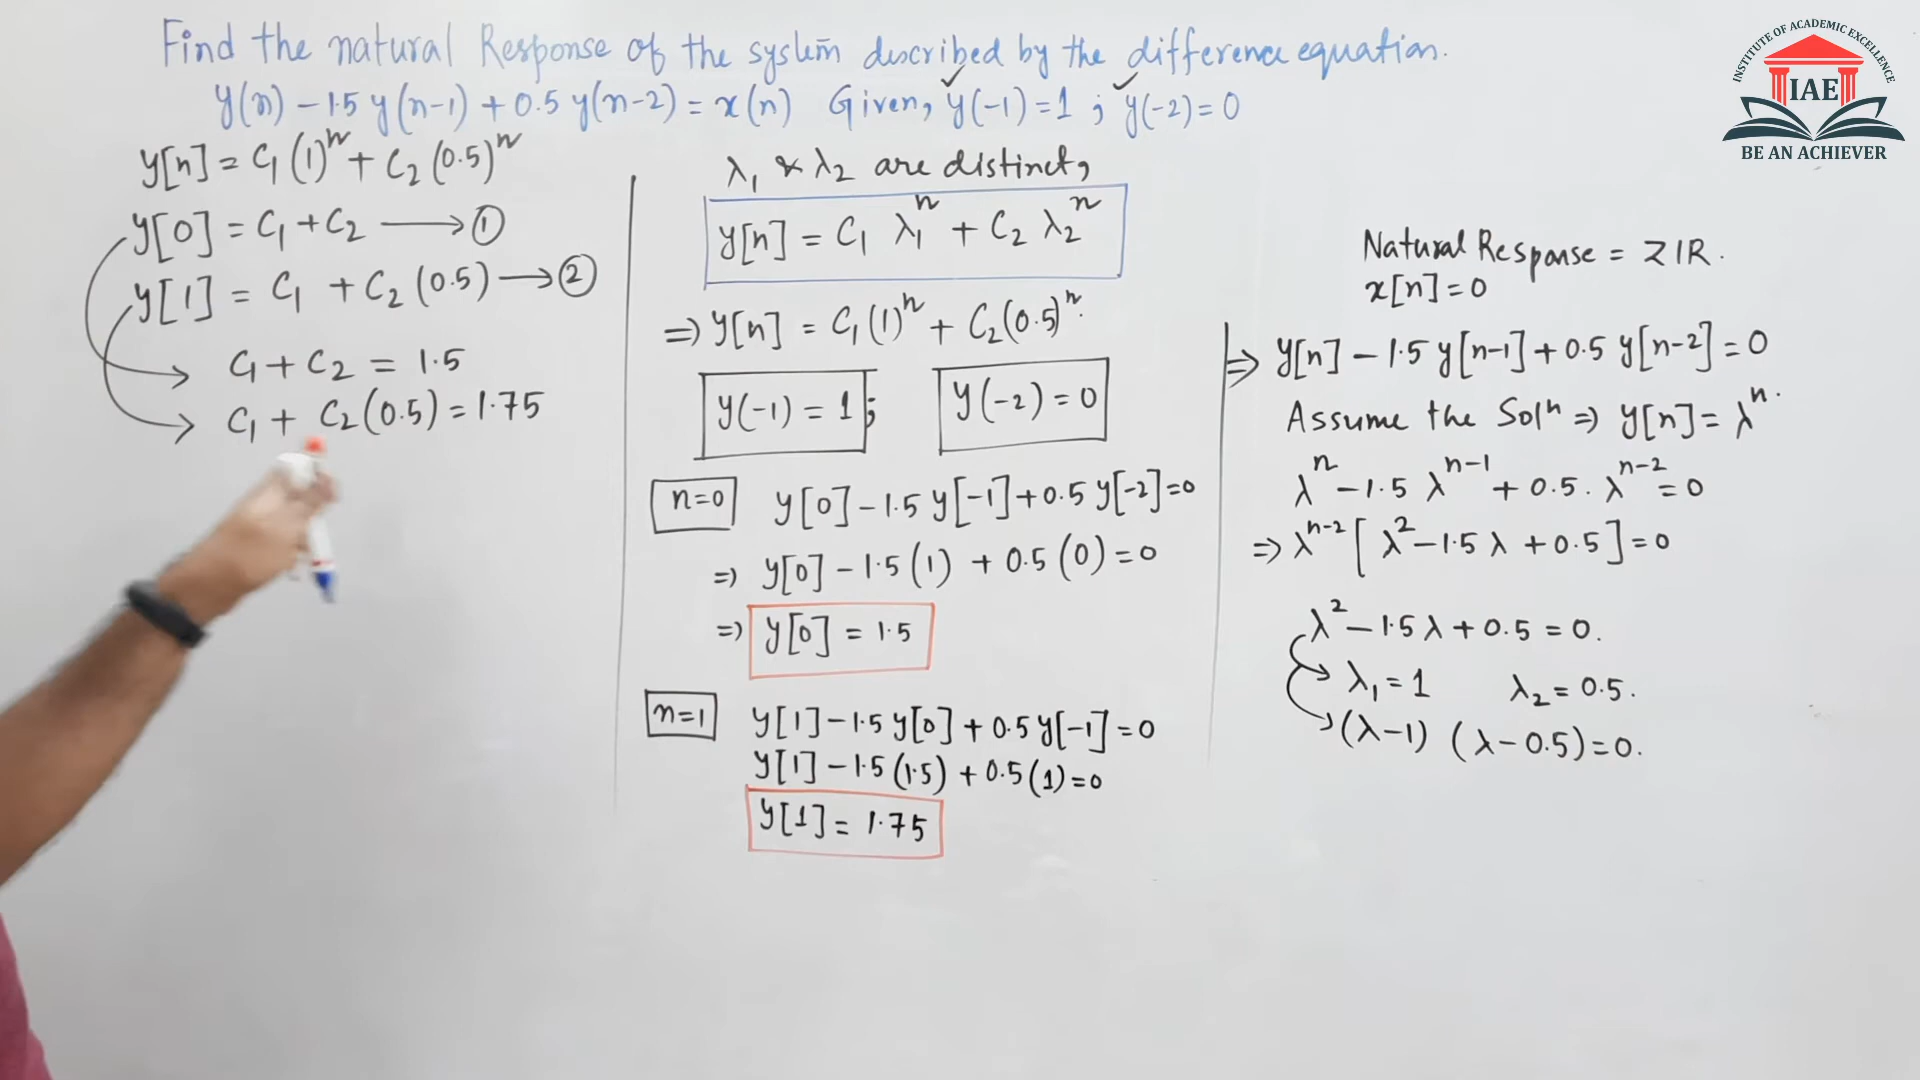 Find the natural Response of the system described by the difference equation.
y(n) - 1.5 y(n-1) + 0.5 y(n-2) = x(n) Given, y(-1) = 1 ; y(-2) = 0
y[n] = C₁ (1)ⁿ + C₂ (0.5)ⁿ
y[0] = C₁ + C₂ → ①
y[1] = C₁ + C₂ (0.5) → ②
C₁ + C₂ = 1.5
C₁ + C₂ (0.5) = 1.75
λ₁ & λ₂ are distinct,
y[n] = C₁ λ₁ⁿ + C₂ λ₂ⁿ
⇒ y[n] = C₁ (1)ⁿ + C₂ (0.5)ⁿ.
y(-1) = 1 ; y(-2) = 0
n=0 y[0] - 1.5 y[-1] + 0.5 y[-2] = 0
⇒ y[0] - 1.5 (1) + 0.5 (0) = 0
⇒ y[0] = 1.5
n=1 y[1] - 1.5 y[0] + 0.5 y[-1] = 0
y[1] - 1.5 (1.5) + 0.5 (1) = 0
y[1] = 1.75
Natural Response = ZIR.
x[n] = 0
⇒ y[n] - 1.5 y[n-1] + 0.5 y[n-2] = 0
Assume the Solⁿ ⇒ y[n] = λⁿ.
λⁿ - 1.5 λⁿ⁻¹ + 0.5. λⁿ⁻² = 0
⇒ λⁿ⁻² [ λ² - 1.5 λ + 0.5 ] = 0
λ² - 1.5 λ + 0.5 = 0.
λ₁ = 1 λ₂ = 0.5.
(λ-1) (λ-0.5) = 0.
INSTITUTE OF ACADEMIC EXCELLENCE
IAE
BE AN ACHIEVER